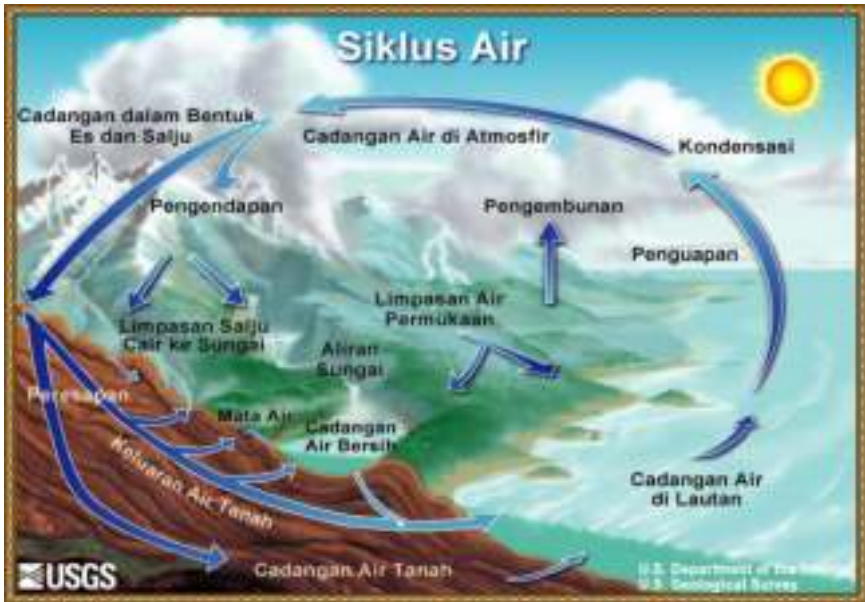 Siklus Air
Cadangan dalam Bentuk
Es dan Salju
Cadangan Air di Atmosfir
Kondensasi
Pengendapan
Pengembunan
Penguapan
Limpasan Air
Permukaan
Limpasan Salju
Cair ke Sungai
Aliran
Sungai
Peresapan
Mata Air
Cadangan
Air Bersih
Keluaran Air Tanah
Cadangan Air
di Lautan
Cadangan Air Tanah
USGS
U.S. Department of the
U.S. Geological Survey